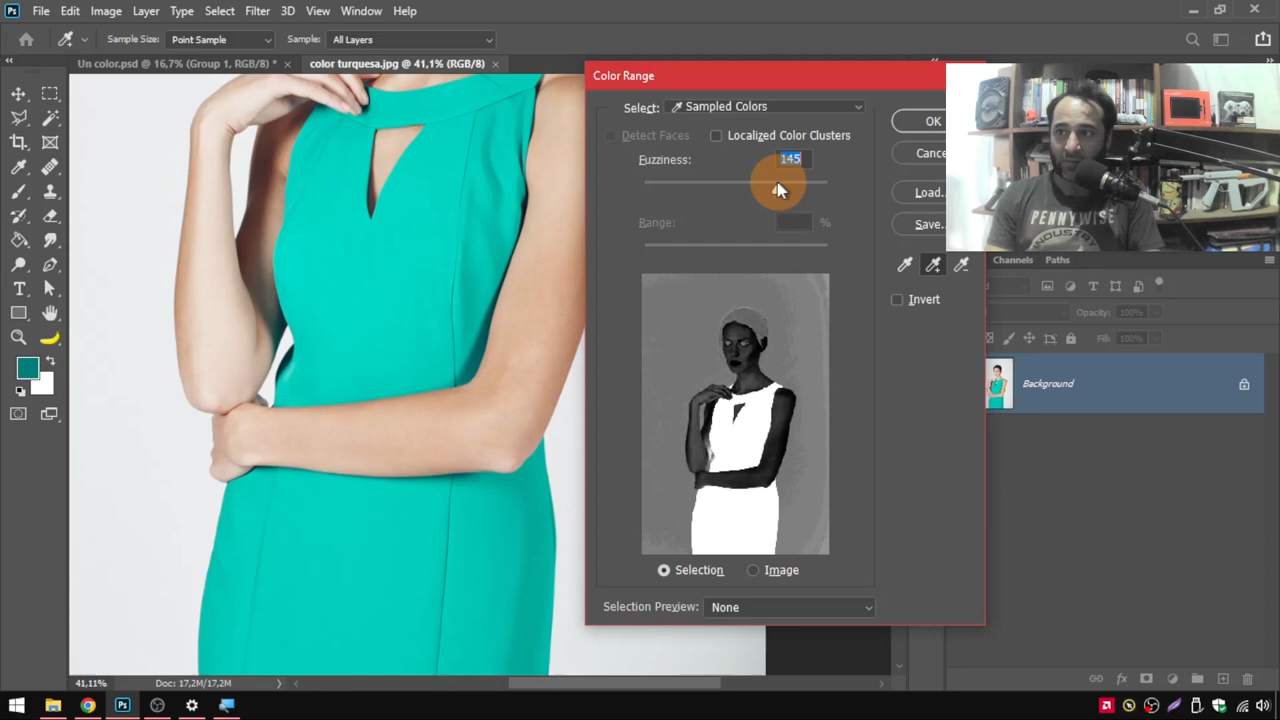 Ps File Edit Image Layer Type Select Filter 3D View Window Help
Sample Size: Point Sample Sample: All Layers
Un color.psd @ 16,7% (Group 1, RGB/8) * × color turquesa.jpg @ 41,1% (RGB/8) ×
Color Range
Select: Sampled Colors
Detect Faces Localized Color Clusters
Fuzziness: 145
Range: %
OK
Cance
Load..
Save..
Invert
Selection Image
Selection Preview: None
PENNYWISE
INDUSTRY
Channels Paths
Opacity: 100%
Fill: 100%
Background
41,11% Doc: 17,2M/17,2M
Ps